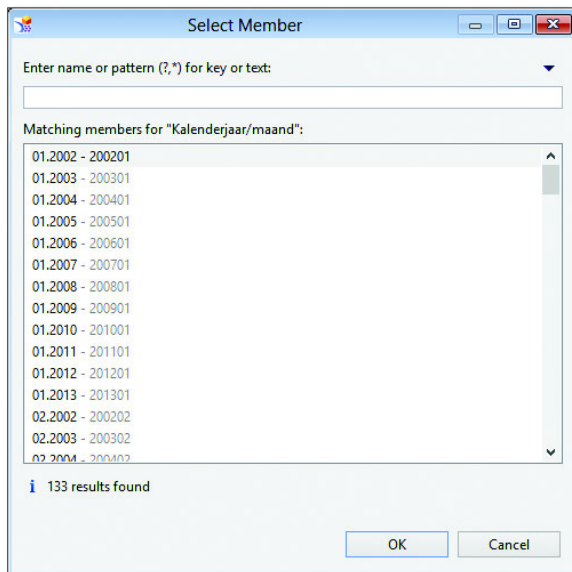 Select Member
Enter name or pattern (?,*) for key or text:
Matching members for "Kalenderjaar/maand":
01.2002 - 200201
01.2003 - 200301
01.2004 - 200401
01.2005 - 200501
01.2006 - 200601
01.2007 - 200701
01.2008 - 200801
01.2009 - 200901
01.2010 - 201001
01.2011 - 201101
01.2012 - 201201
01.2013 - 201301
02.2002 - 200202
02.2003 - 200302
02.2004 - 200402
133 results found
OK Cancel